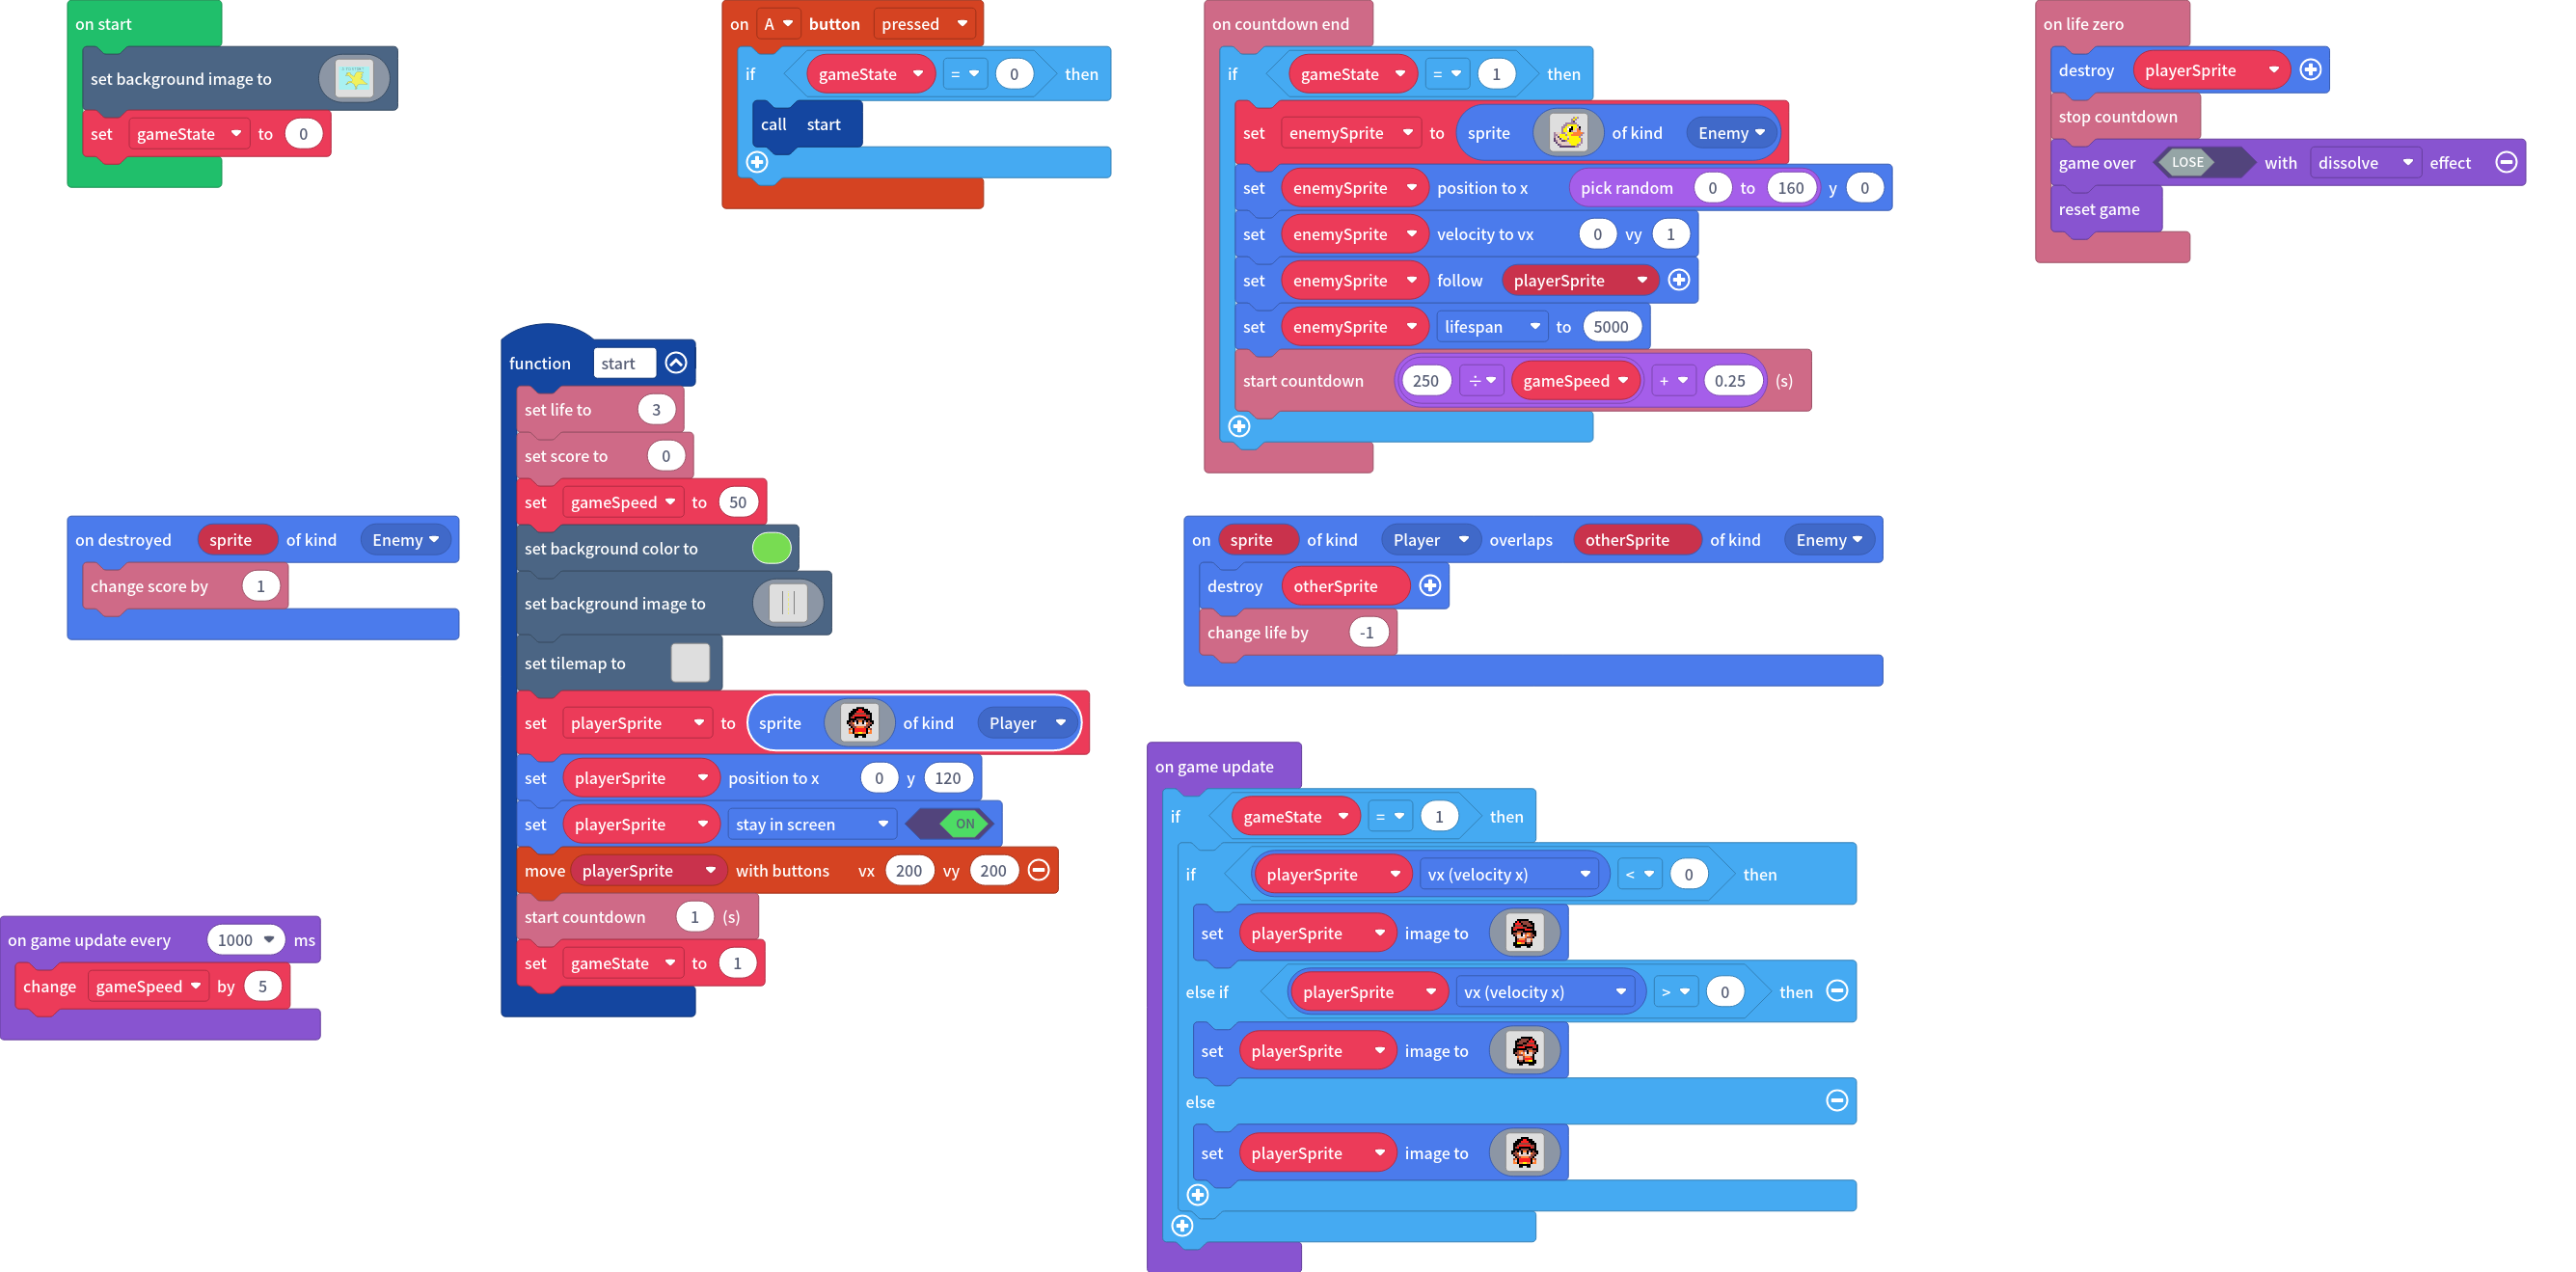 on start
set background image to
set gameState to 0
on A button pressed
if gameState = 0 then
call start
on countdown end
if gameState = 1 then
set enemySprite to sprite of kind Enemy
set enemySprite position to x pick random 0 to 160 y 0
set enemySprite velocity to vx 0 vy 1
set enemySprite follow playerSprite
set enemySprite lifespan to 5000
start countdown 250 ÷ gameSpeed + 0.25 (s)
on life zero
destroy playerSprite
stop countdown
game over LOSE with dissolve effect
reset game
function start
set life to 3
set score to 0
set gameSpeed to 50
set background color to
set background image to
set tilemap to
set playerSprite to sprite of kind Player
set playerSprite position to x 0 y 120
set playerSprite stay in screen ON
move playerSprite with buttons vx 200 vy 200
start countdown 1 (s)
set gameState to 1
on destroyed sprite of kind Enemy
change score by 1
on sprite of kind Player overlaps otherSprite of kind Enemy
destroy otherSprite
change life by -1
on game update every 1000 ms
change gameSpeed by 5
on game update
if gameState = 1 then
if playerSprite vx (velocity x) < 0 then
set playerSprite image to
else if playerSprite vx (velocity x) > 0 then
set playerSprite image to
else
set playerSprite image to